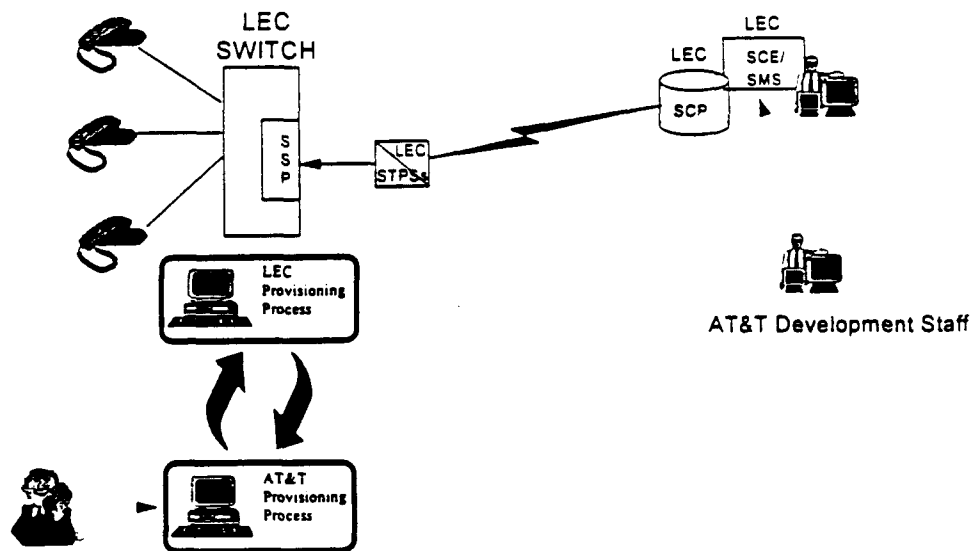 LEC
SWITCH
LEC
LEC
SCE/
SMS
SCP
S
S
P
LEC
STPSs
LEC
Provisioning
Process
AT&T Development Staff
AT&T
Provisioning
Process